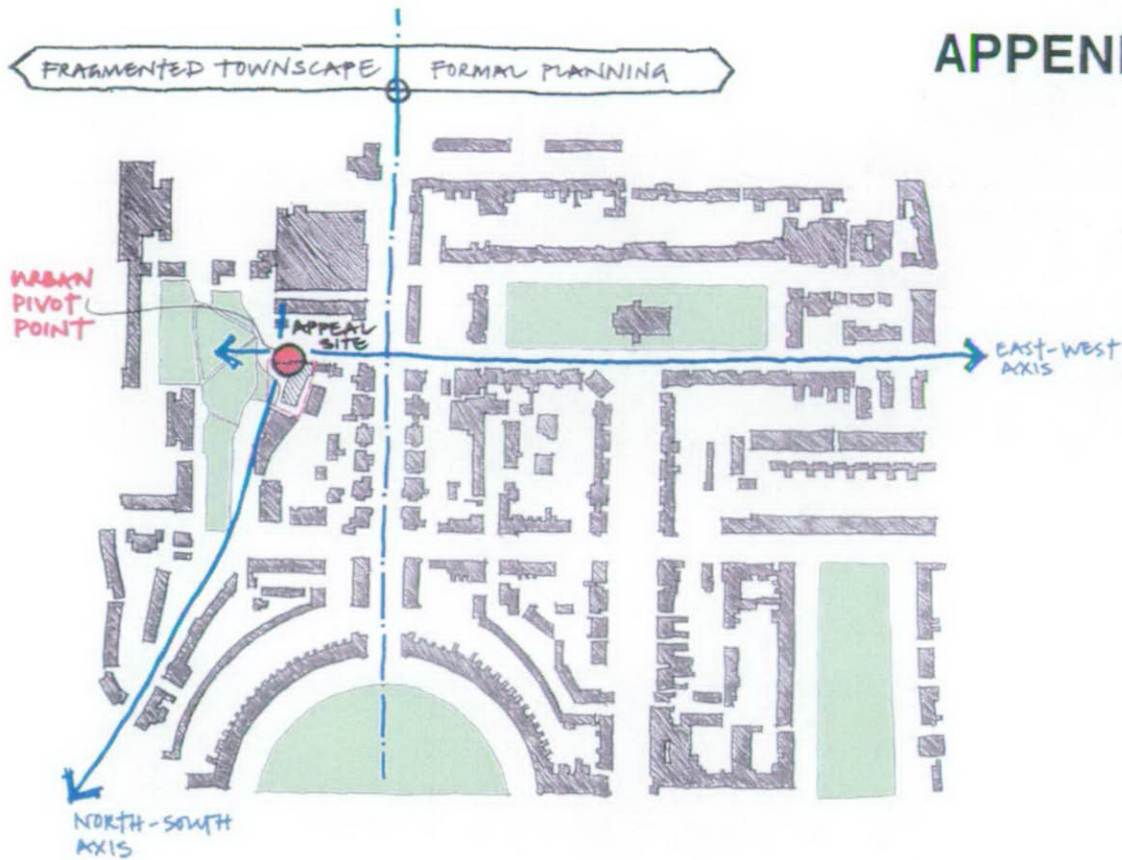 APPEN
FRAGMENTED TOWNSCAPE
FORMAL PLANNING
URBAN
PIVOT
POINT
APPEAL
SITE
EAST-WEST
AXIS
NORTH-SOUTH
AXIS